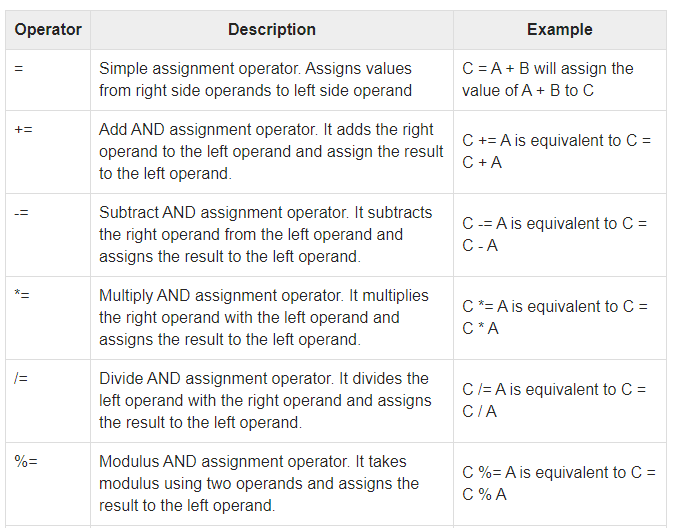 Operator Description Example
=
Simple assignment operator. Assigns values
from right side operands to left side operand
C = A + B will assign the
value of A + B to C
+=
Add AND assignment operator. It adds the right
operand to the left operand and assign the result
to the left operand.
C += A is equivalent to C =
C + A
-=
Subtract AND assignment operator. It subtracts
the right operand from the left operand and
assigns the result to the left operand.
C -= A is equivalent to C =
C - A
*=
Multiply AND assignment operator. It multiplies
the right operand with the left operand and
assigns the result to the left operand.
C *= A is equivalent to C =
C * A
/=
Divide AND assignment operator. It divides the
left operand with the right operand and assigns
the result to the left operand.
C /= A is equivalent to C =
C / A
%=
Modulus AND assignment operator. It takes
modulus using two operands and assigns the
result to the left operand.
C %= A is equivalent to C =
C % A